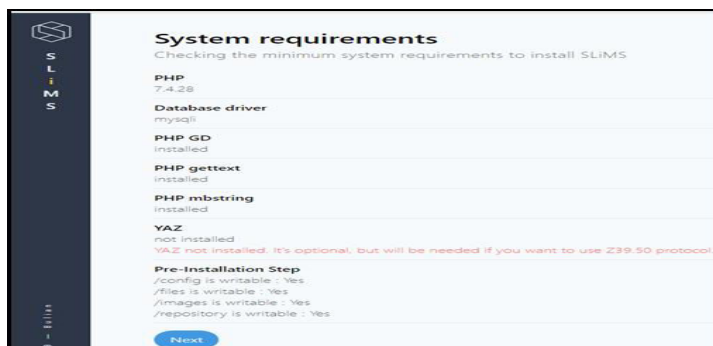 S
L
i
M
S
System requirements
Checking the minimum system requirements to install SLiMS
PHP
7.4.28
Database driver
mysqli
PHP GD
installed
PHP gettext
installed
PHP mbstring
installed
YAZ
not installed
YAZ not installed. It's optional, but will be needed if you want to use Z39.50 protocol
Pre-Installation Step
/config is writable : Yes
/files is writable : Yes
/images is writable : Yes
/repository is writable : Yes
Next